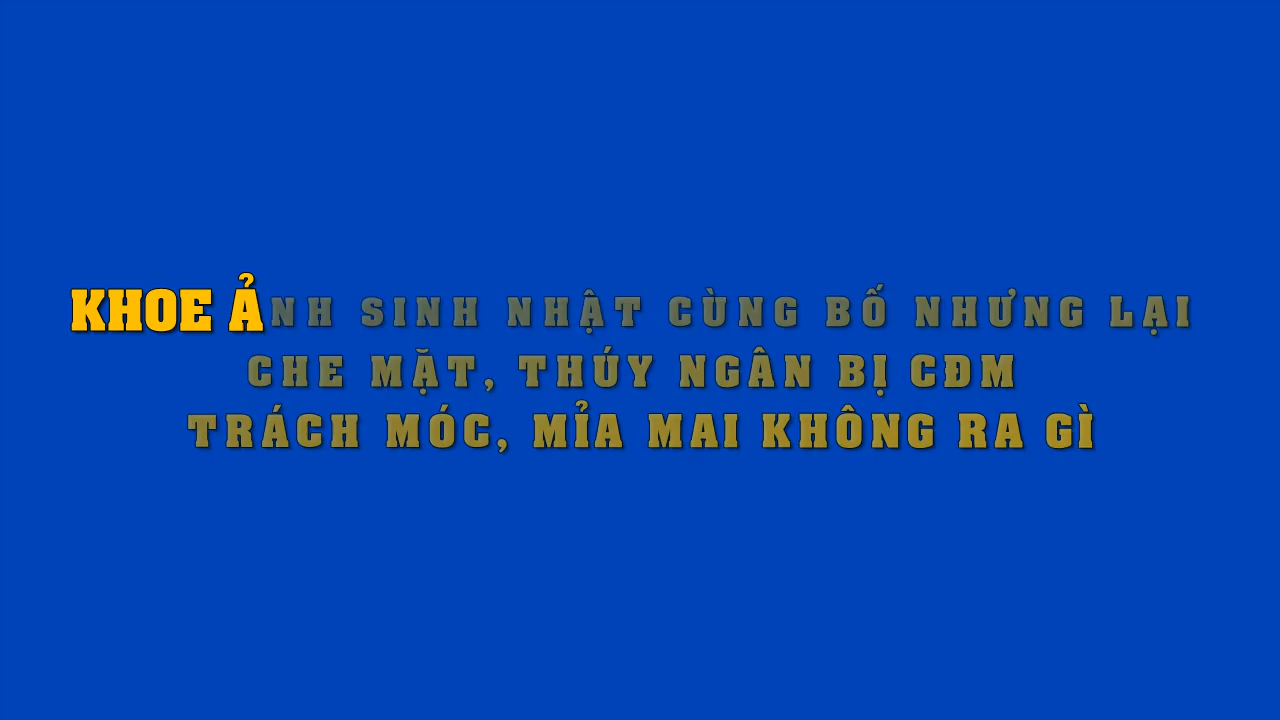 KHOE ẢNH SINH NHẬT CÙNG BỐ NHƯNG LẠI
CHE MẶT, THÚY NGÂN BỊ CĐM
TRÁCH MÓC, MỈA MAI KHÔNG RA GÌ